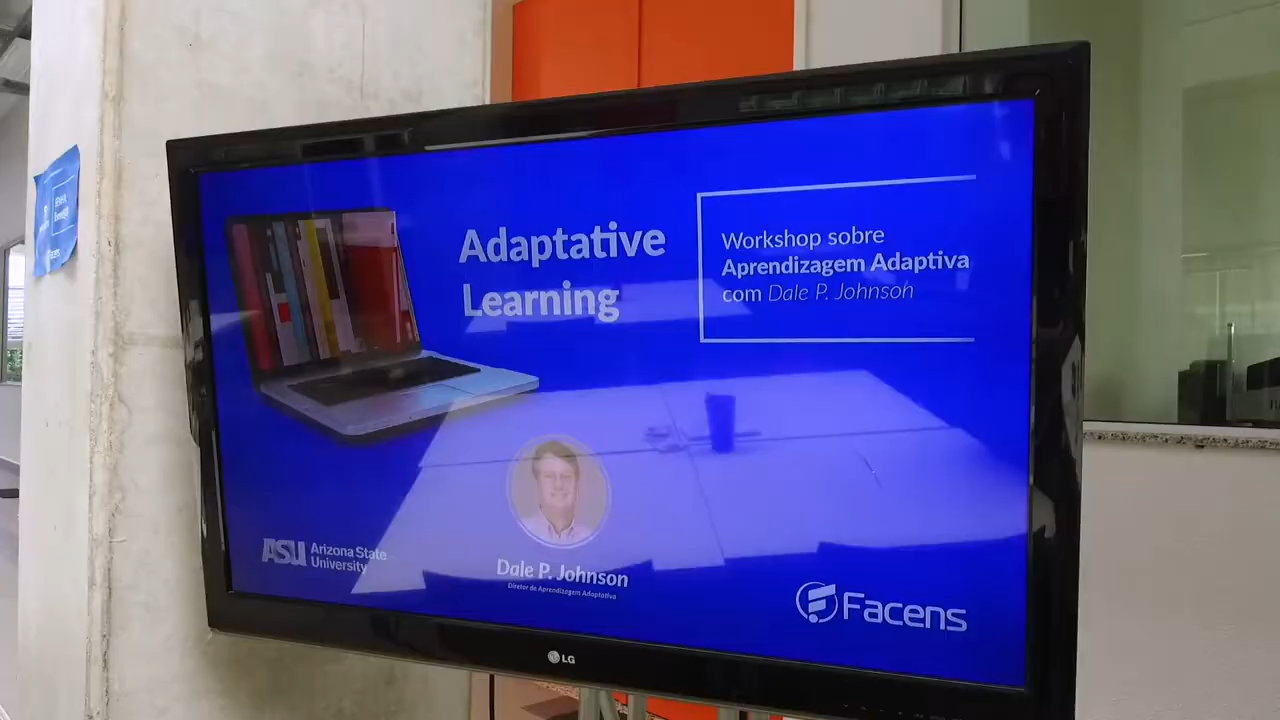 Adaptative
Learning
Workshop sobre
Aprendizagem Adaptiva
com Dale P. Johnson
ASU Arizona State
University
Dale P. Johnson
Diretor de Aprendizagem Adaptativa
Facens
LG